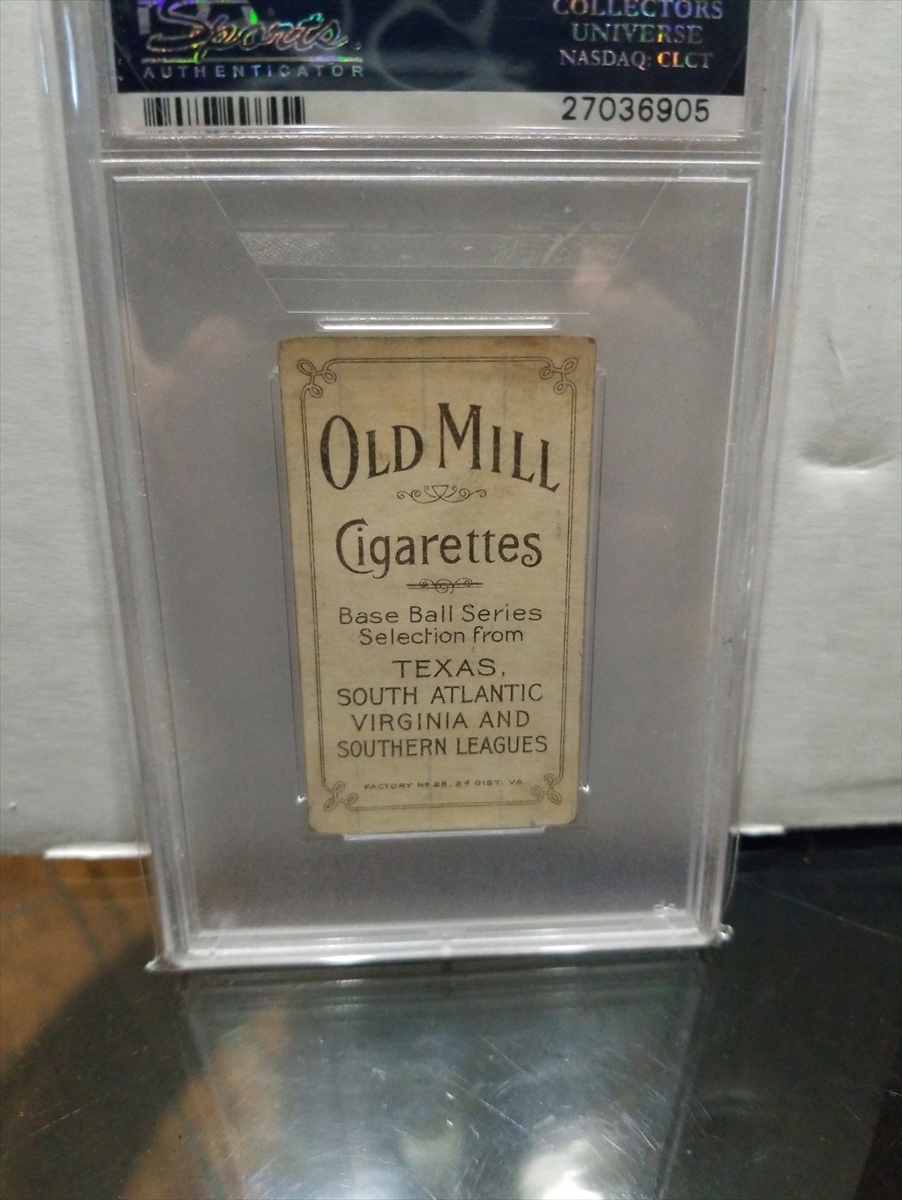 Sports
AUTHENTICATOR
COLLECTORS
UNIVERSE
NASDAQ: CLCT
27036905
OLD MILL
Cigarettes
Base Ball Series
Selection from
TEXAS,
SOUTH ATLANTIC
VIRGINIA AND
SOUTHERN LEAGUES
FACTORY Nº 25, 2d DIST. VA.